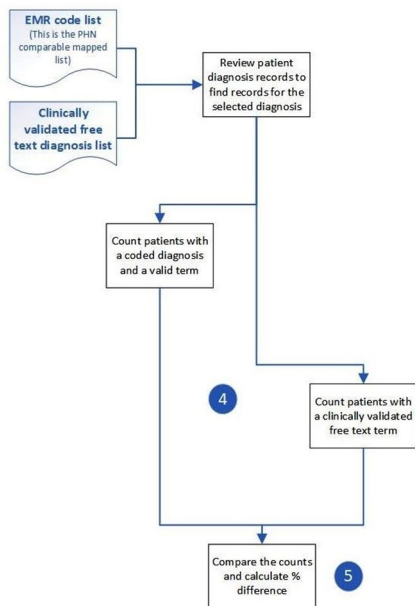 EMR code list
(This is the PHN
comparable mapped
list)
Clinically
validated free
text diagnosis list
Review patient
diagnosis records to
find records for the
selected diagnosis
Count patients with
a coded diagnosis
and a valid term
4
Count patients with
a clinically validated
free text term
Compare the counts
and calculate %
difference
5